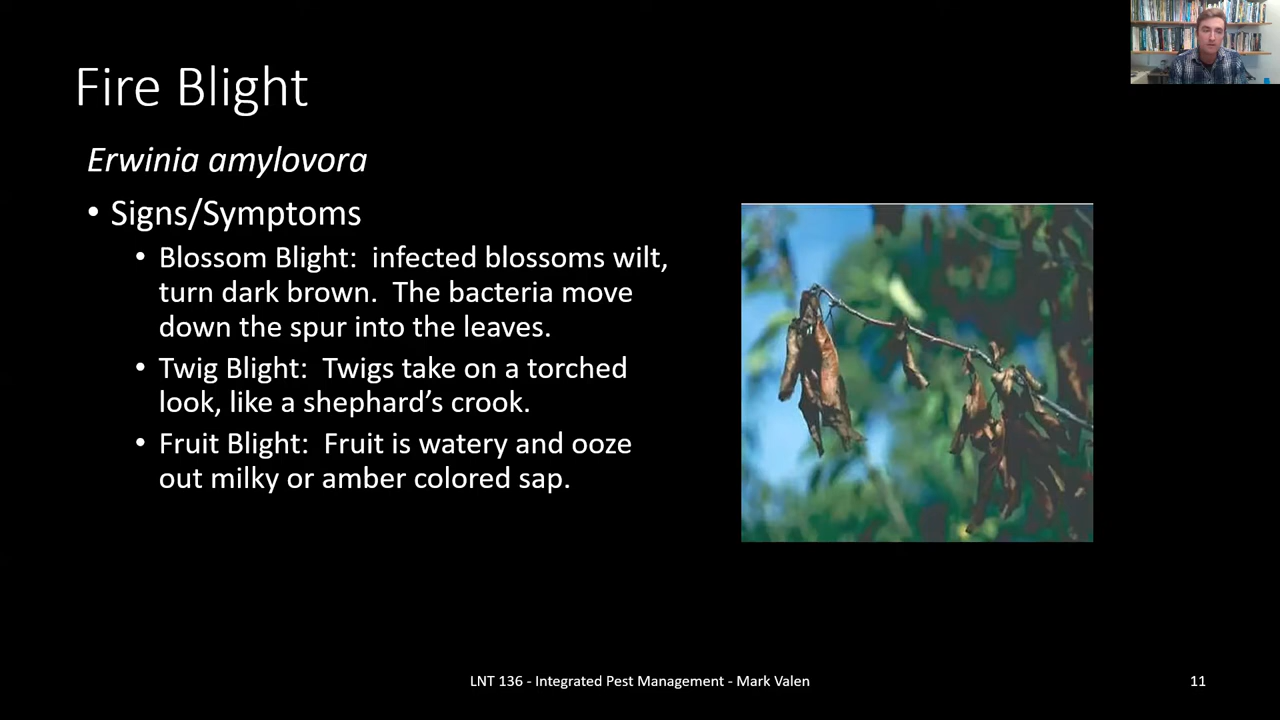 Fire Blight
Erwinia amylovora
• Signs/Symptoms
• Blossom Blight:  infected blossoms wilt,
turn dark brown.  The bacteria move
down the spur into the leaves.
• Twig Blight:  Twigs take on a torched
look, like a shephard’s crook.
• Fruit Blight:  Fruit is watery and ooze
out milky or amber colored sap.
LNT 136 - Integrated Pest Management - Mark Valen
11